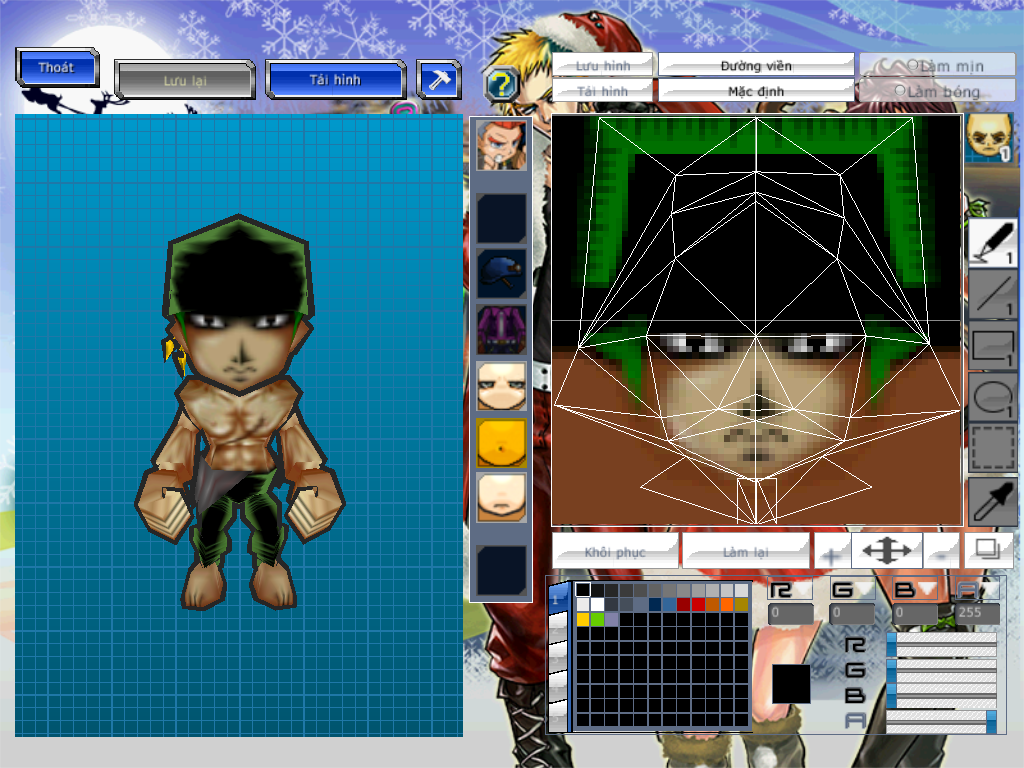 Thoát
Lưu lại
Tải hình
?
Lưu hình
Đường viền
Làm mịn
Tải hình
Mặc định
Làm bóng
1
1
1
1
1
Khôi phục
Làm lại
+
-
1
R G B A
0 0 0 255
R
G
B
A